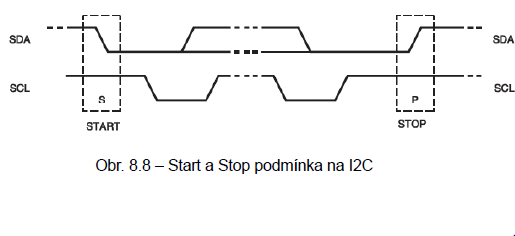 SDA SDA
SCL S P SCL
START STOP
Obr. 8.8 – Start a Stop podmínka na I2C